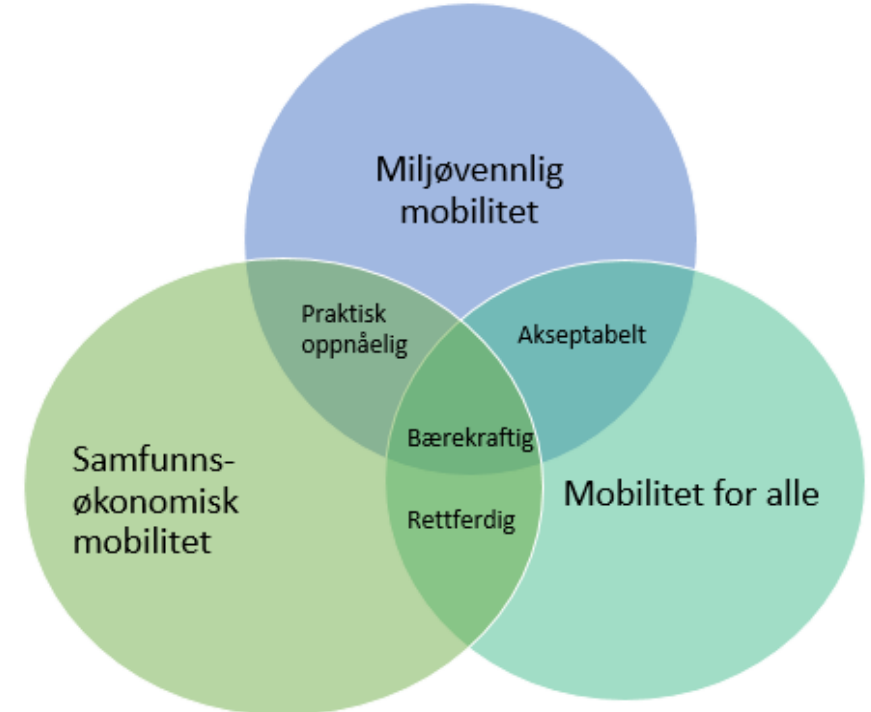 Miljøvennlig
mobilitet
Praktisk
oppnåelig
Akseptabelt
Bærekraftig
Samfunns-
økonomisk
mobilitet
Mobilitet for alle
Rettferdig